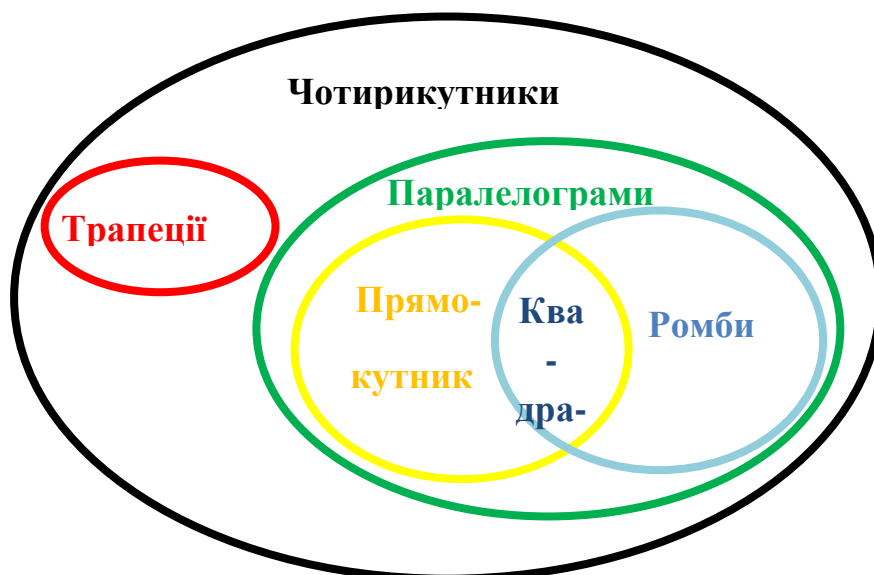 Чотирикутники
Паралелограми
Трапеції
Прямо-
кутник
Ква
-
дра-
Ромби